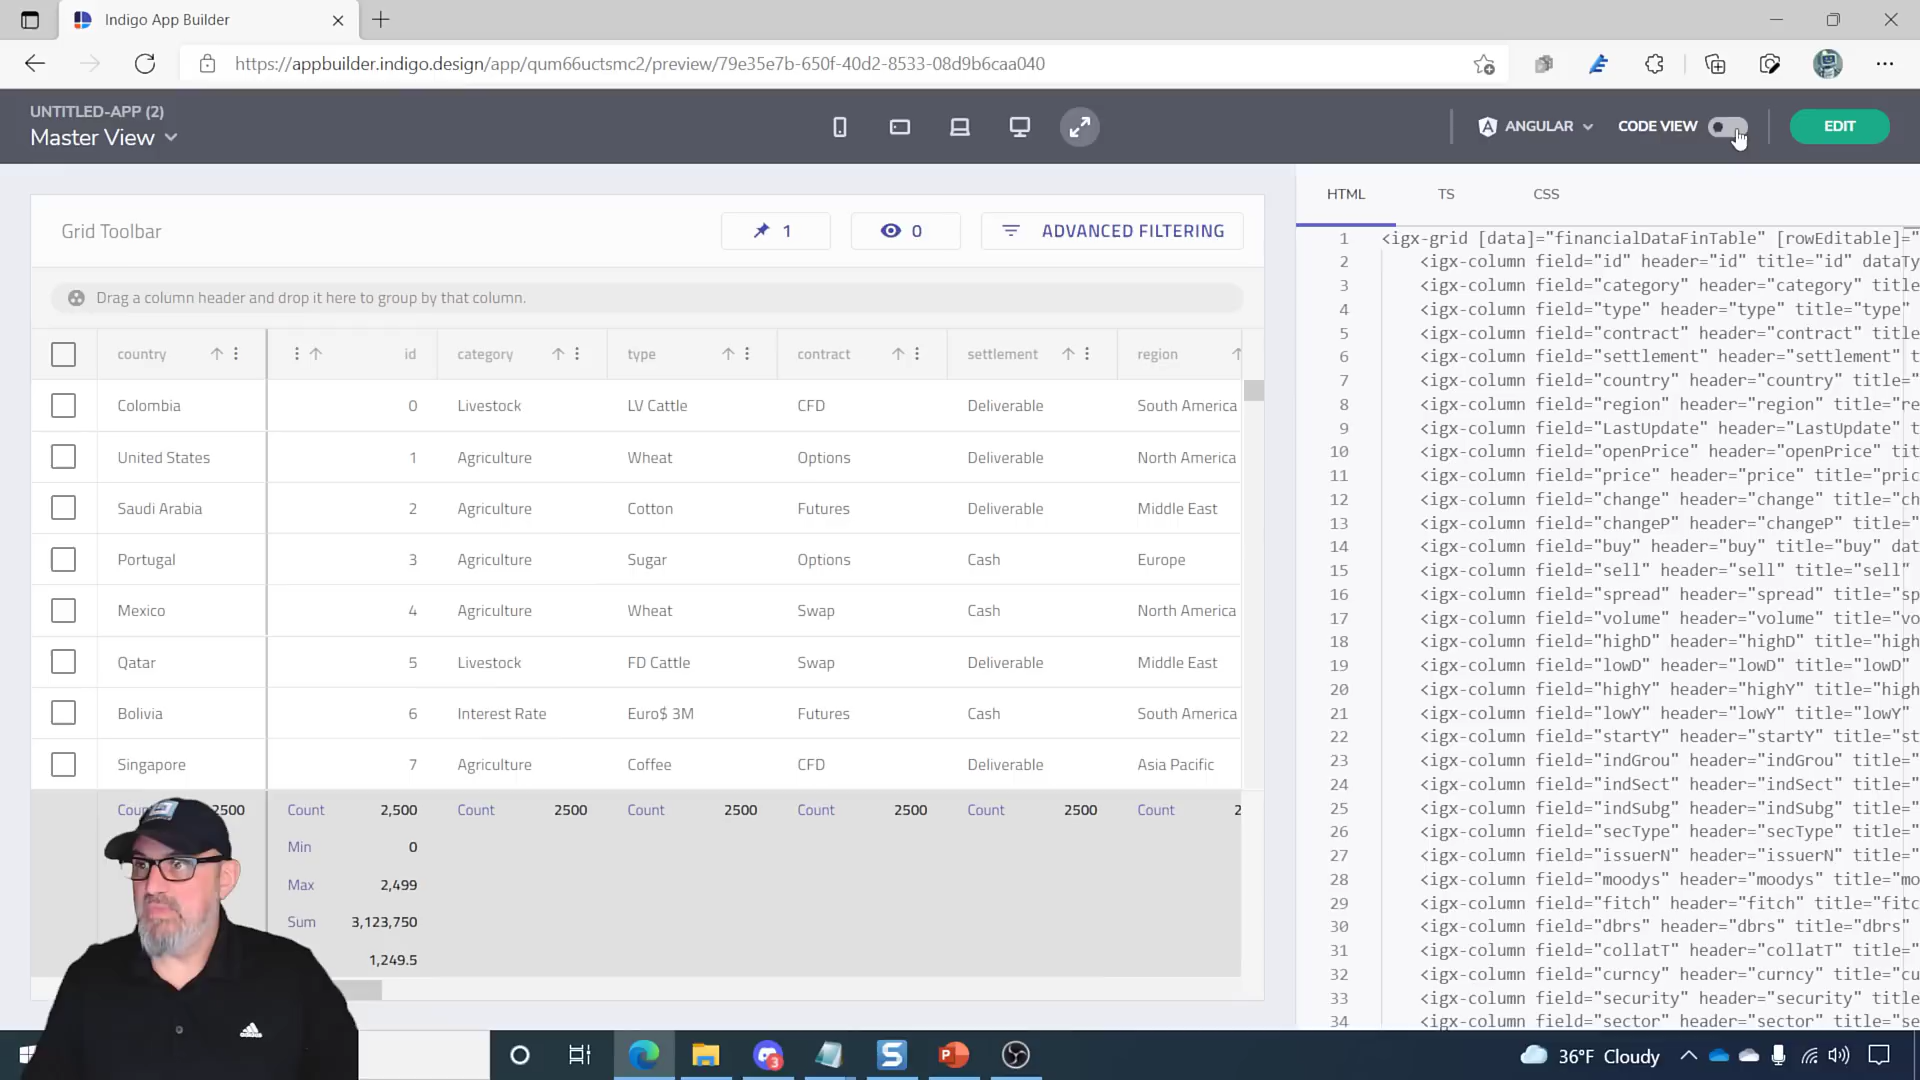 Indigo App Builder
https://appbuilder.indigo.design/app/qum66uctsmc2/preview/79e35e7b-650f-40d2-8533-08d9b6caa040
UNTITLED-APP (2)
Master View
ANGULAR
CODE VIEW
EDIT
HTML TS CSS
Grid Toolbar
1
0
ADVANCED FILTERING
Drag a column header and drop it here to group by that column.
country id category type contract settlement region
Colombia 0 Livestock LV Cattle CFD Deliverable South America
United States 1 Agriculture Wheat Options Deliverable North America
Saudi Arabia 2 Agriculture Cotton Futures Deliverable Middle East
Portugal 3 Agriculture Sugar Options Cash Europe
Mexico 4 Agriculture Wheat Swap Cash North America
Qatar 5 Livestock FD Cattle Swap Deliverable Middle East
Bolivia 6 Interest Rate Euro$ 3M Futures Cash South America
Singapore 7 Agriculture Coffee CFD Deliverable Asia Pacific
2500 Count 2,500 Count 2500 Count 2500 Count 2500 Count 2500 Count 2
Min 0
Max 2,499
Sum 3,123,750
1,249.5
1 <igx-grid [data]="financialDataFinTable" [rowEditable]="
2 <igx-column field="id" header="id" title="id" dataTy
3 <igx-column field="category" header="category" title
4 <igx-column field="type" header="type" title="type"
5 <igx-column field="contract" header="contract" title
6 <igx-column field="settlement" header="settlement" t
7 <igx-column field="country" header="country" title="
8 <igx-column field="region" header="region" title="re
9 <igx-column field="LastUpdate" header="LastUpdate" t
10 <igx-column field="openPrice" header="openPrice" tit
11 <igx-column field="price" header="price" title="pric
12 <igx-column field="change" header="change" title="ch
13 <igx-column field="changeP" header="changeP" title="
14 <igx-column field="buy" header="buy" title="buy" dat
15 <igx-column field="sell" header="sell" title="sell"
16 <igx-column field="spread" header="spread" title="sp
17 <igx-column field="volume" header="volume" title="vo
18 <igx-column field="highD" header="highD" title="high
19 <igx-column field="lowD" header="lowD" title="lowD"
20 <igx-column field="highY" header="highY" title="high
21 <igx-column field="lowY" header="lowY" title="lowY"
22 <igx-column field="startY" header="startY" title="st
23 <igx-column field="indGrou" header="indGrou" title="
24 <igx-column field="indSect" header="indSect" title="
25 <igx-column field="indSubg" header="indSubg" title="
26 <igx-column field="secType" header="secType" title="
27 <igx-column field="issuerN" header="issuerN" title="
28 <igx-column field="moodys" header="moodys" title="mo
29 <igx-column field="fitch" header="fitch" title="fitc
30 <igx-column field="dbrs" header="dbrs" title="dbrs"
31 <igx-column field="collatT" header="collatT" title="
32 <igx-column field="curncy" header="curncy" title="cu
33 <igx-column field="security" header="security" title
34 <igx-column field="sector" header="sector" title="se
3
36°F Cloudy